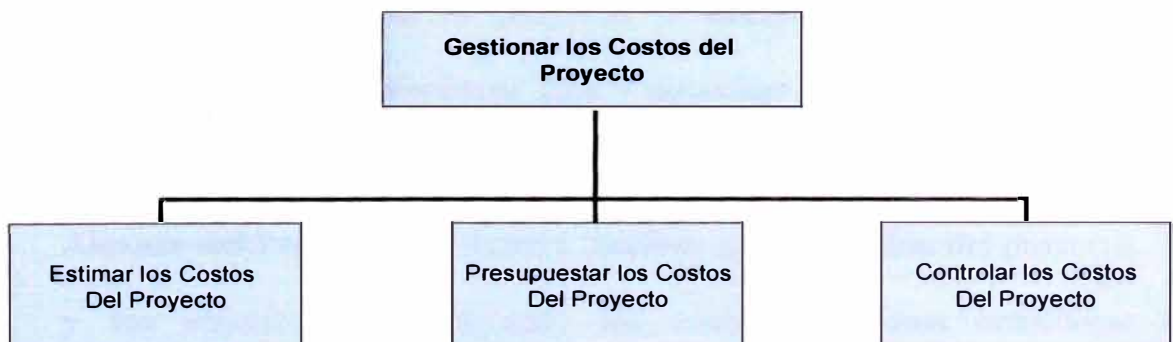 Gestionar los Costos del
Proyecto
Estimar los Costos
Del Proyecto
Presupuestar los Costos
Del Proyecto
Controlar los Costos
Del Proyecto